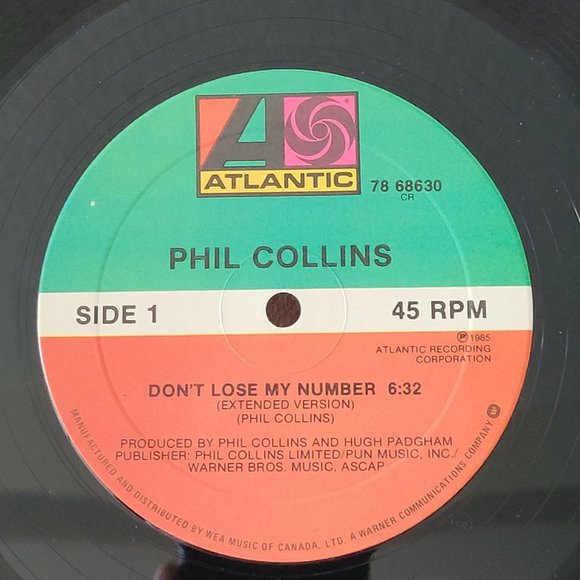 A
ATLANTIC
78 68630
CR
PHIL COLLINS
SIDE 1
45 RPM
Ⓟ1985
ATLANTIC RECORDING
CORPORATION
DON'T LOSE MY NUMBER 6:32
(EXTENDED VERSION)
(PHIL COLLINS)
PRODUCED BY PHIL COLLINS AND HUGH PADGHAM
PUBLISHER: PHIL COLLINS LIMITED/PUN MUSIC, INC./
WARNER BROS. MUSIC, ASCAP
MANUFACTURED AND DISTRIBUTED BY WEA MUSIC OF CANADA, LTD. A WARNER COMMUNICATIONS COMPANY